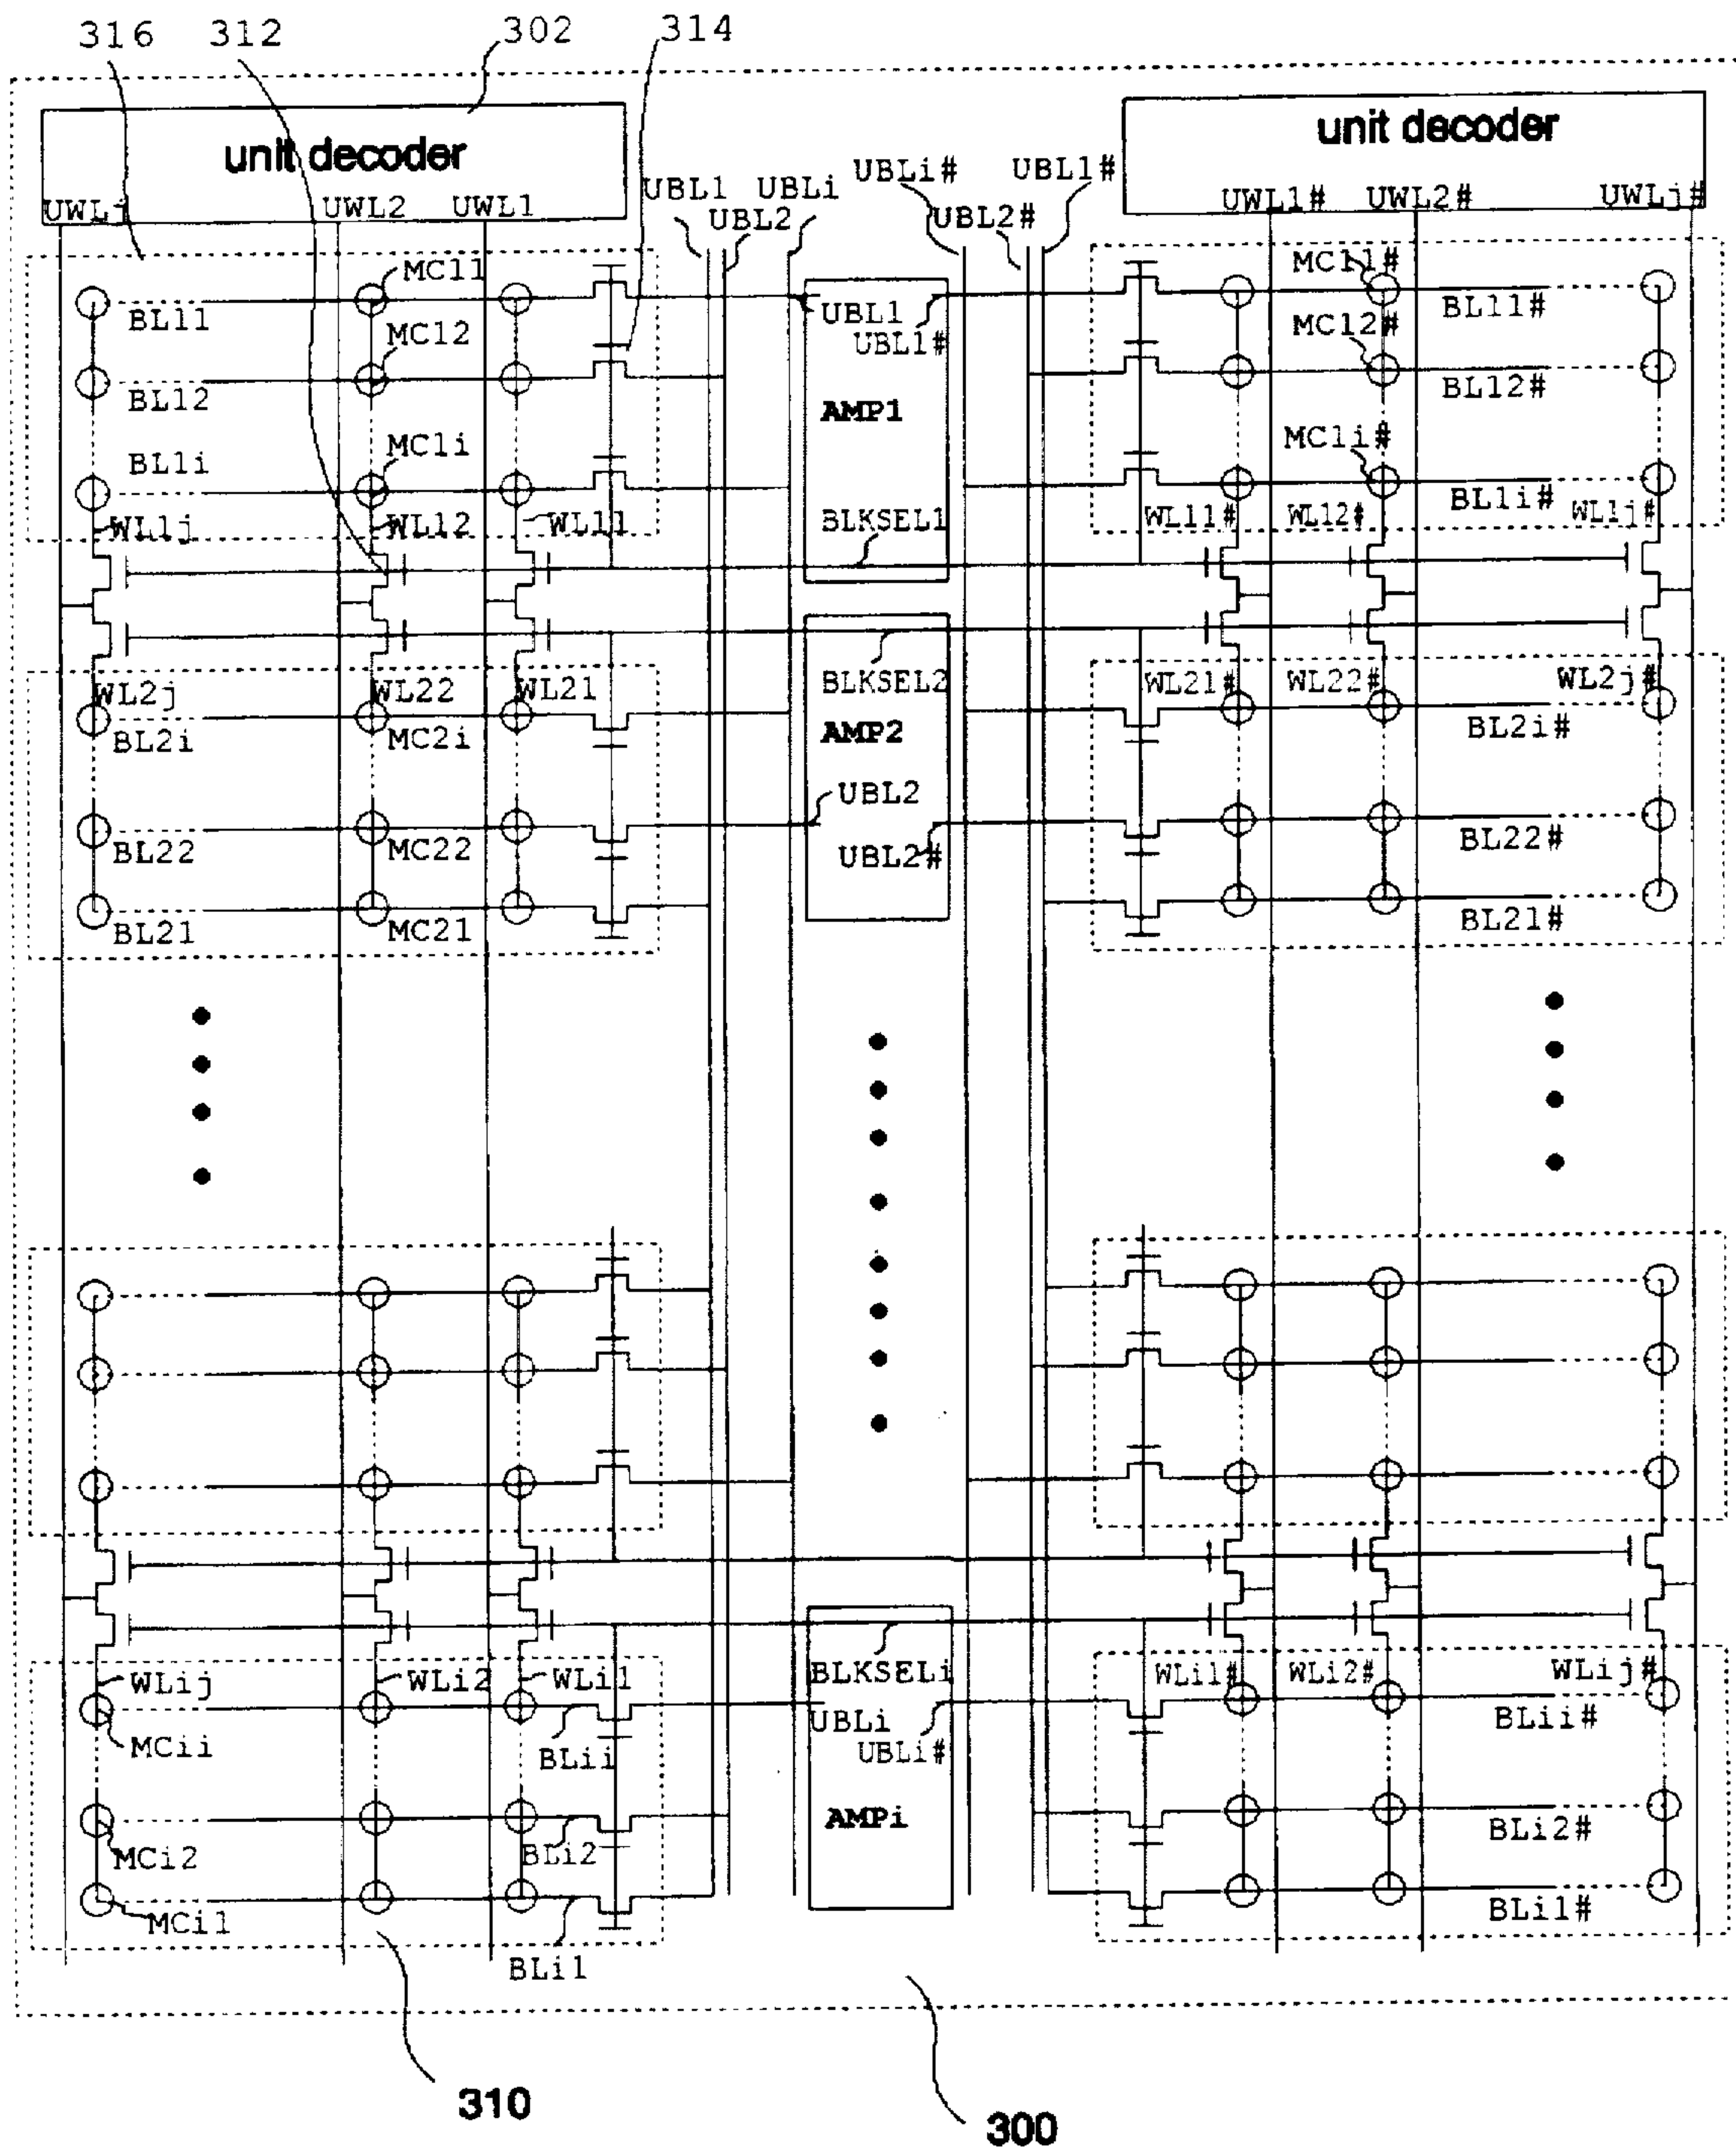 316 312 302 314
unit decoder unit decoder
UWLj UWL2 UWL1 UBL1 UBL2 UBLi UBLi# UBL2# UBL1# UWL1# UWL2# UWLj#
MC11 MC11#
BL11 UBL1 UBL1# BL11#
MC12 MC12#
BL12 AMP1 BL12#
MC1i MC1i#
BL1i BL1i#
WL1j WL12 WL11 BLKSEL1 WL11# WL12# WL1j#
WL2j WL22 WL21 BLKSEL2 WL21# WL22# WL2j#
BL2i MC2i AMP2 BL2i#
UBL2
BL22 MC22 UBL2# BL22#
BL21 MC21 BL21#
WLij WLi2 WLi1 BLKSELi WLi1# WLi2# WLij#
MCii BLii UBLi UBLi# BLii#
MCi2 BLi2 AMPi BLi2#
MCi1 BLi1 BLi1#
310 300